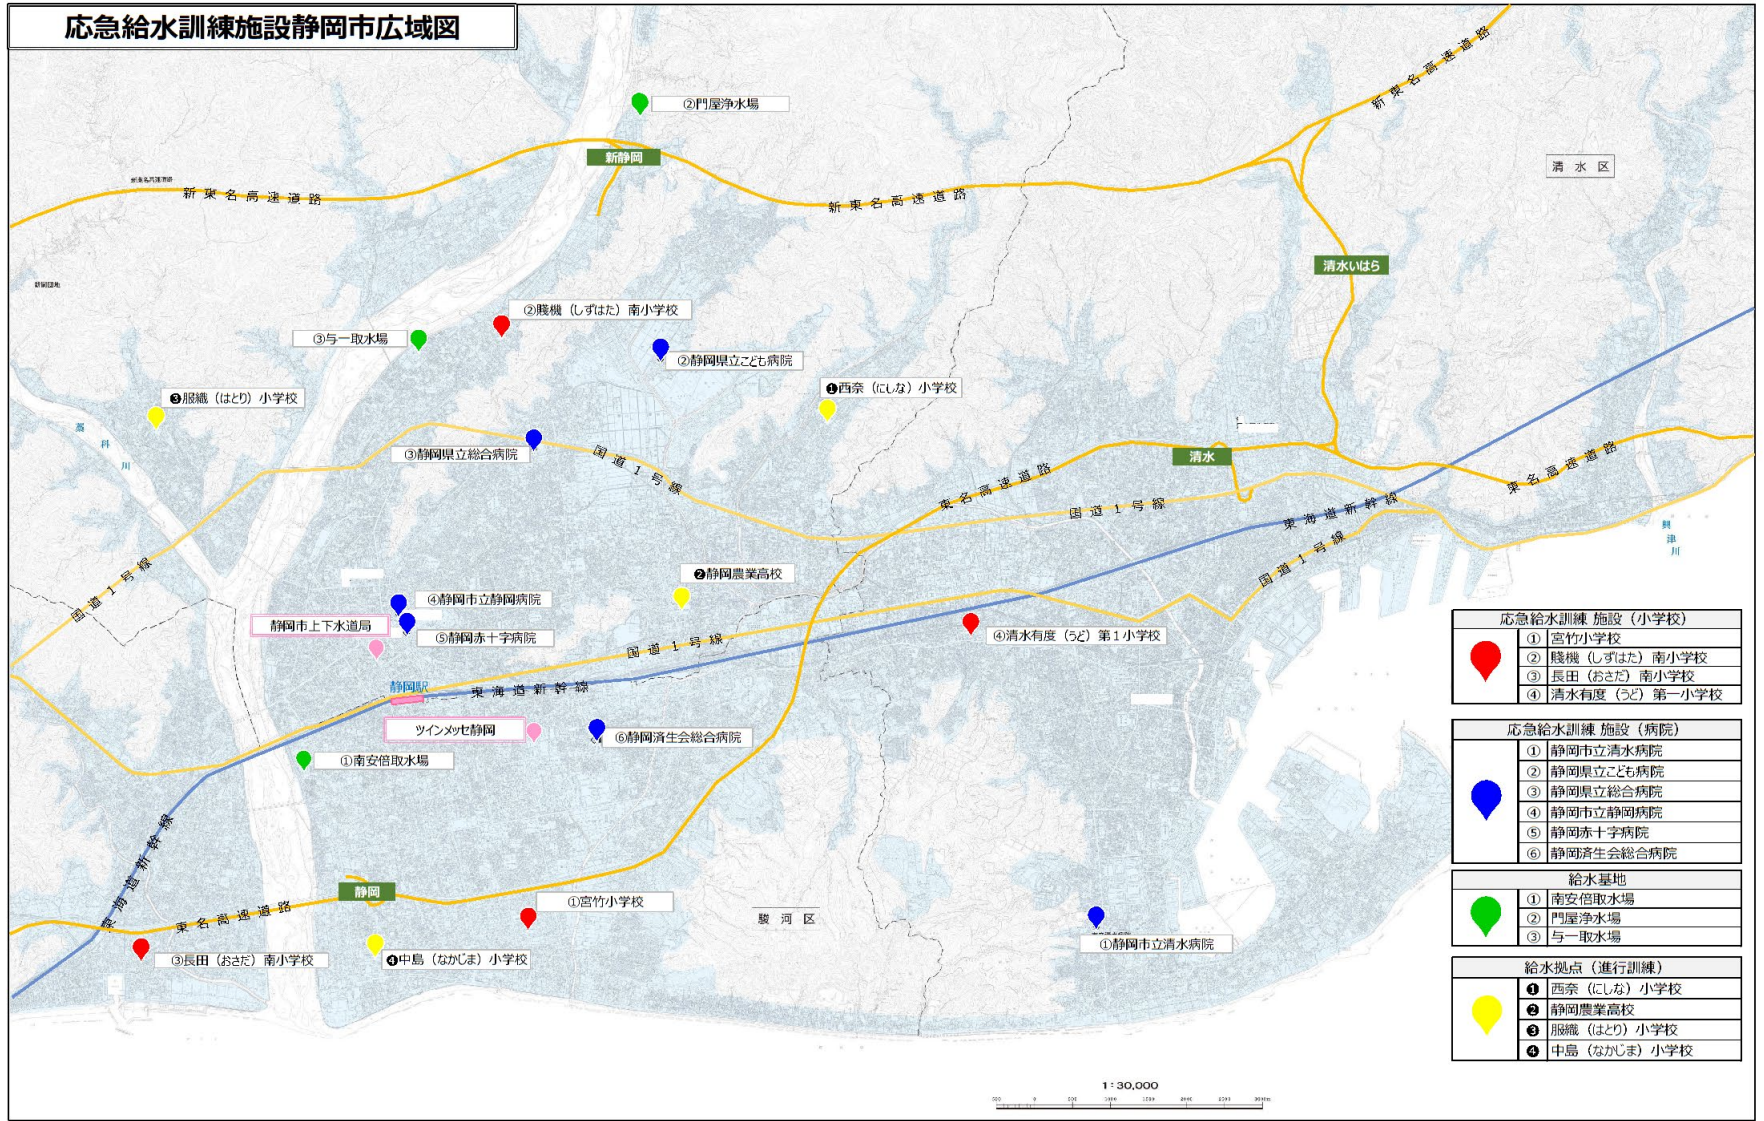 応急給水訓練施設静岡市広域図
②門屋浄水場
新東名高速道路
新静岡
清水区
新東名高速道路
新東名高速道路
新東名高速道路
清水いはら
②賤機（しずはた）南小学校
③与一取水場
②静岡県立こども病院
❶西奈（にしな）小学校
❸服織（はとり）小学校
藁科川
③静岡県立総合病院
国道１号線
清水
東名高速道路
東名高速道路
国道１号線
東海道新幹線
国道１号線
興津川
国道１号線
❷静岡農業高校
④静岡市立静岡病院
静岡市上下水道局
⑤静岡赤十字病院
④清水有度（うど）第１小学校
国道１号線
静岡駅
東海道新幹線
ツインメッセ静岡
⑥静岡済生会総合病院
①南安倍取水場
東海道新幹線
静岡
東名高速道路
①宮竹小学校
駿河区
①静岡市立清水病院
③長田（おさだ）南小学校
❹中島（なかじま）小学校
応急給水訓練 施設（小学校）
① 宮竹小学校
② 賤機（しずはた）南小学校
③ 長田（おさだ）南小学校
④ 清水有度（うど）第一小学校
応急給水訓練 施設（病院）
① 静岡市立清水病院
② 静岡県立こども病院
③ 静岡県立総合病院
④ 静岡市立静岡病院
⑤ 静岡赤十字病院
⑥ 静岡済生会総合病院
給水基地
① 南安倍取水場
② 門屋浄水場
③ 与一取水場
給水拠点（進行訓練）
❶ 西奈（にしな）小学校
❷ 静岡農業高校
❸ 服織（はとり）小学校
❹ 中島（なかじま）小学校
1：30,000
500 0 500 1000 1500 2000 2500 3000m